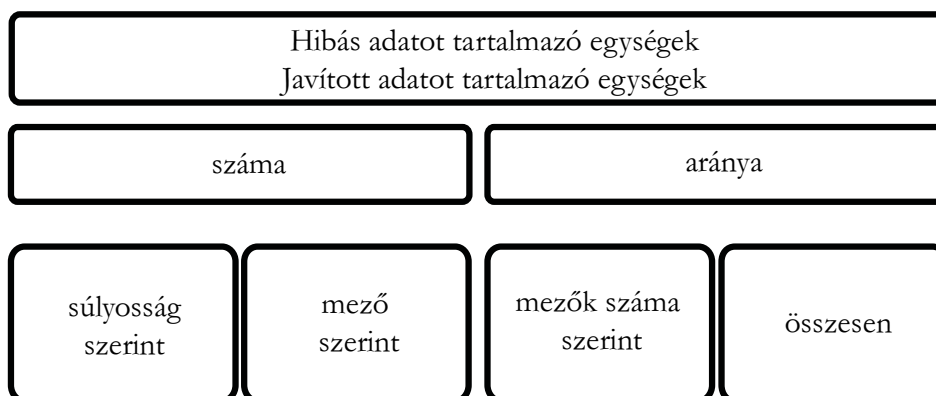 Hibás adatot tartalmazó egységek
Javított adatot tartalmazó egységek
száma
aránya
súlyosság
szerint
mező
szerint
mezők száma
szerint
összesen